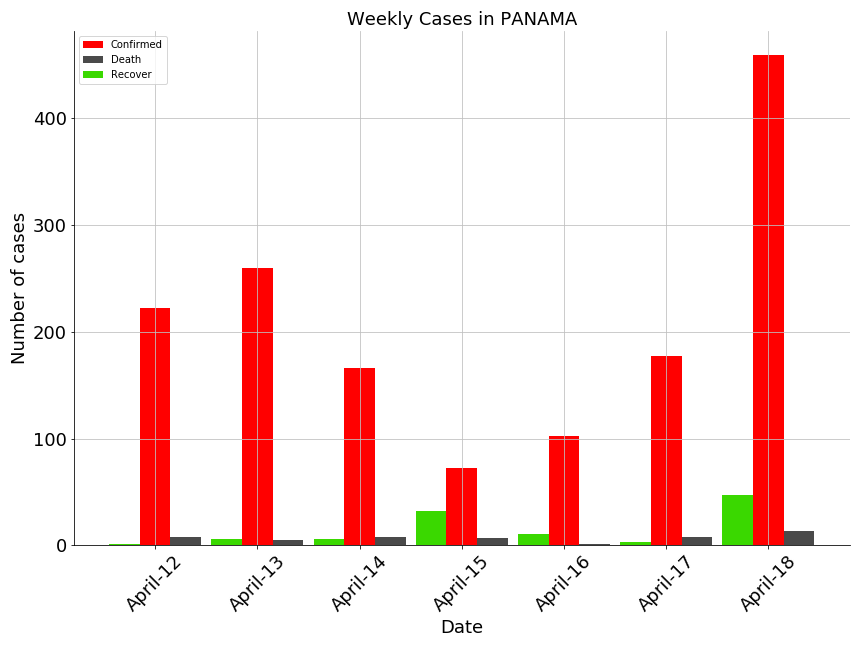 Weekly Cases in PANAMA
Confirmed
Death
Recover
Number of cases
400
300
200
100
0
April-12
April-13
April-14
April-15
April-16
April-17
April-18
Date